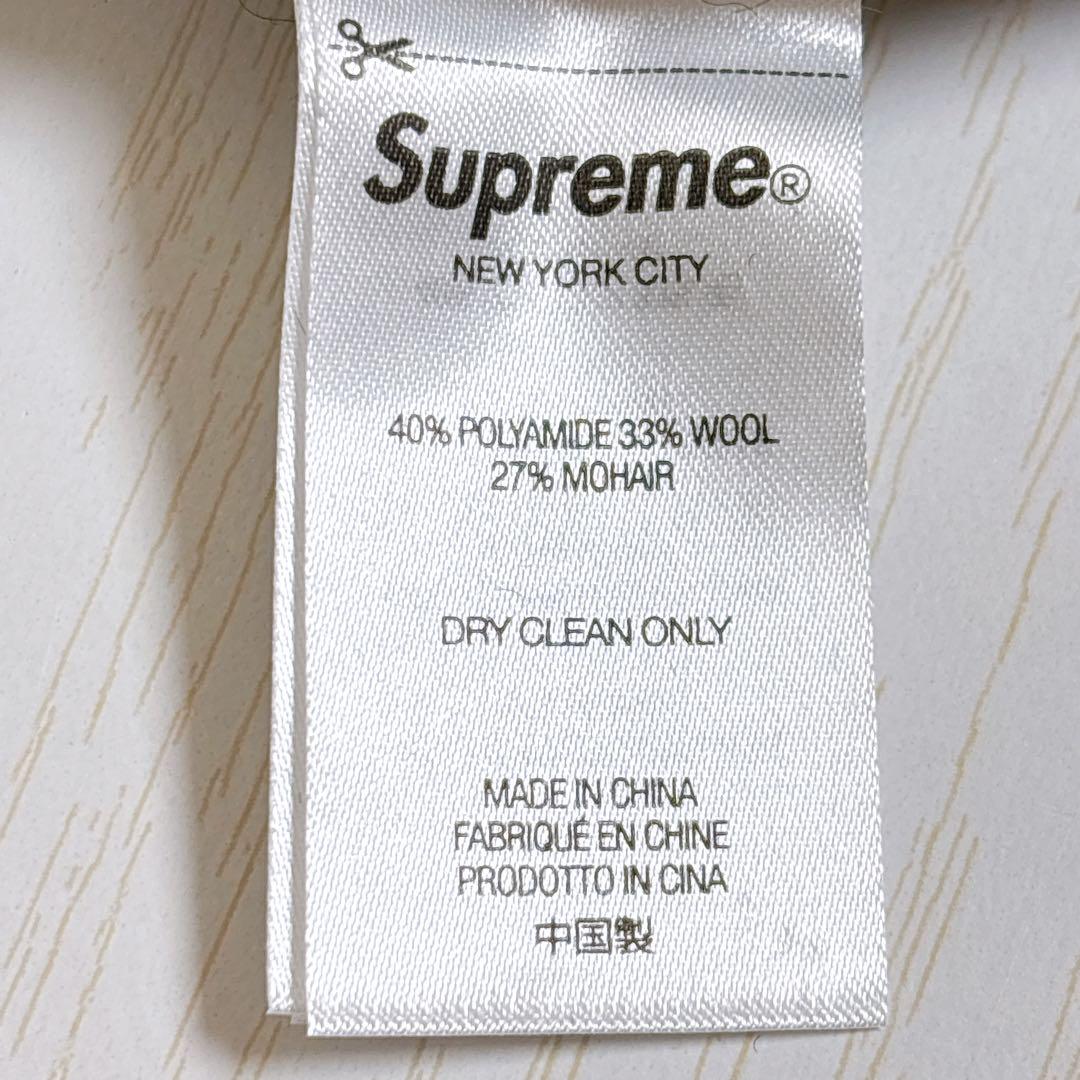 Supreme®
NEW YORK CITY
40% POLYAMIDE 33% WOOL
27% MOHAIR
DRY CLEAN ONLY
MADE IN CHINA
FABRIQUÉ EN CHINE
PRODOTTO IN CINA
中国製